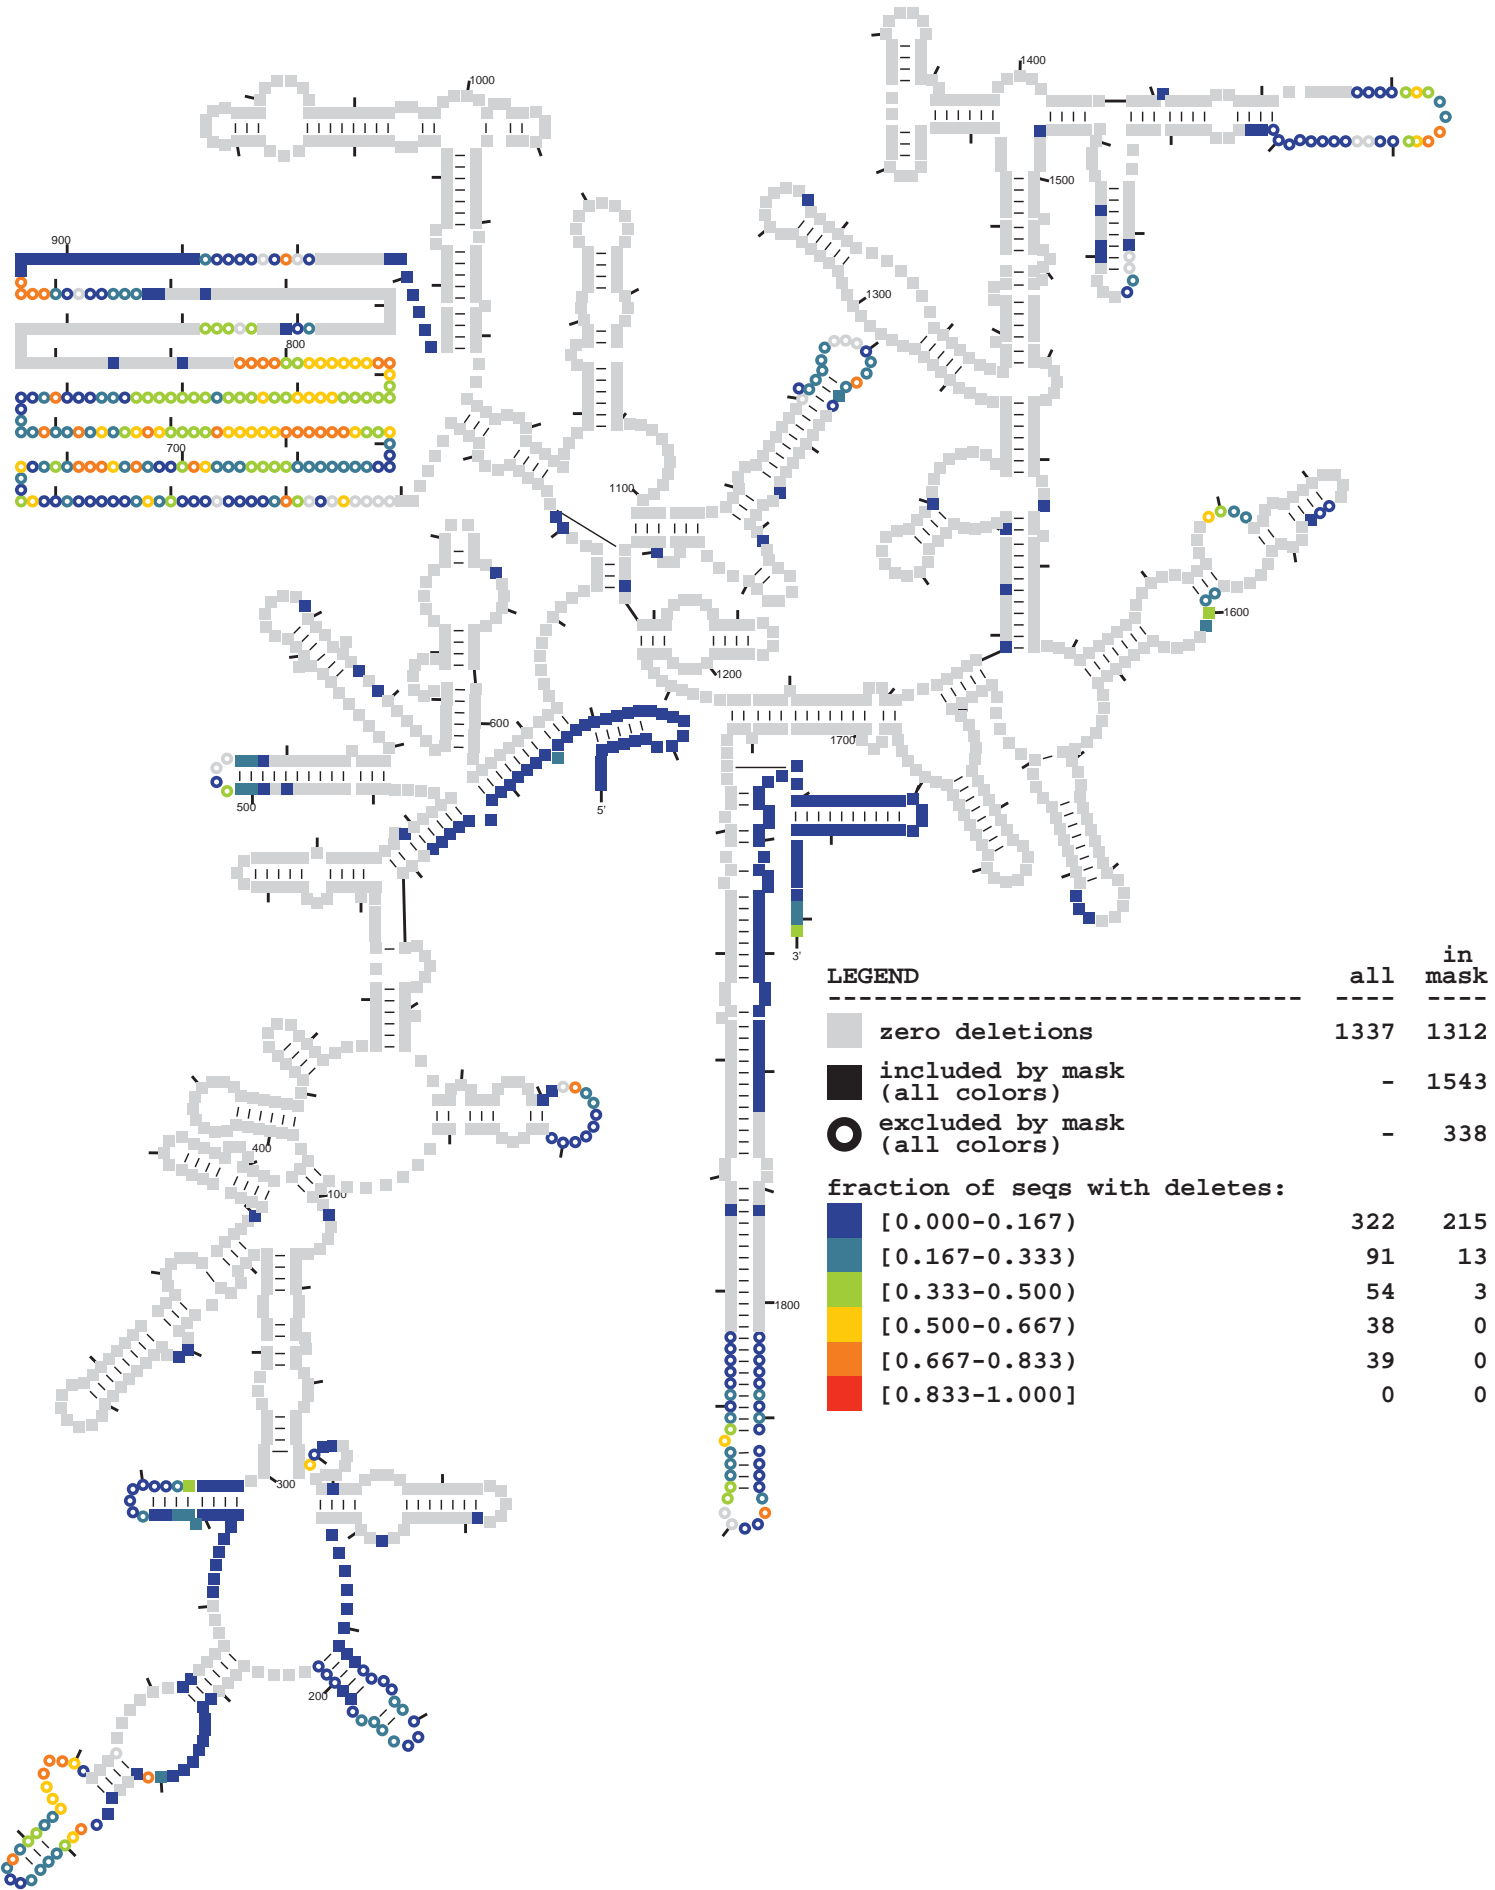 1000
1400
1500
900
800
700
1300
1100
1600
1200
600
1700
500
5'
3'
400
100
300
200
1800
in
LEGEND all mask
-------------------------------- ---- ----
zero deletions 1337 1312
included by mask
(all colors) - 1543
excluded by mask
(all colors) - 338
fraction of seqs with deletes:
[0.000-0.167) 322 215
[0.167-0.333) 91 13
[0.333-0.500) 54 3
[0.500-0.667) 38 0
[0.667-0.833) 39 0
[0.833-1.000] 0 0